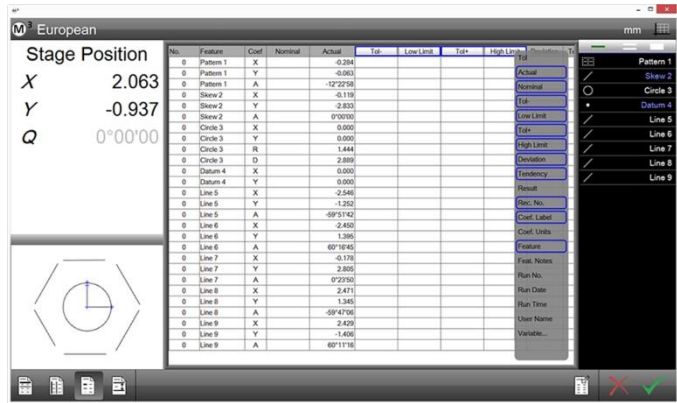 M³ European mm
Stage Position
X 2.063
Y -0.937
Q 0°00'00
No. Feature Coef Nominal Actual Tol- Low Limit Tol+ High Limit Deviation
0 Pattern 1 X -0.284
0 Pattern 1 Y -0.063
0 Pattern 1 A -12°22'58
0 Skew 2 X -0.119
0 Skew 2 Y -2.833
0 Skew 2 A 0°00'00
0 Circle 3 X 0.000
0 Circle 3 Y 0.000
0 Circle 3 R 1.444
0 Circle 3 D 2.889
0 Datum 4 X 0.000
0 Datum 4 Y 0.000
0 Line 5 X -2.546
0 Line 5 Y -1.252
0 Line 5 A -59°51'42
0 Line 6 X -2.450
0 Line 6 Y 1.395
0 Line 6 A 60°16'45
0 Line 7 X -0.178
0 Line 7 Y 2.805
0 Line 7 A 0°23'50
0 Line 8 X 2.471
0 Line 8 Y 1.345
0 Line 8 A -59°47'06
0 Line 9 X 2.429
0 Line 9 Y -1.406
0 Line 9 A 60°11'16
Tol
Actual
Nominal
Tol-
Low Limit
Tol+
High Limit
Deviation
Tendency
Result
Rec. No.
Coef. Label
Coef. Units
Feature
Feat. Notes
Run No.
Run Date
Run Time
User Name
Variable...
Pattern 1
Skew 2
Circle 3
Datum 4
Line 5
Line 6
Line 7
Line 8
Line 9